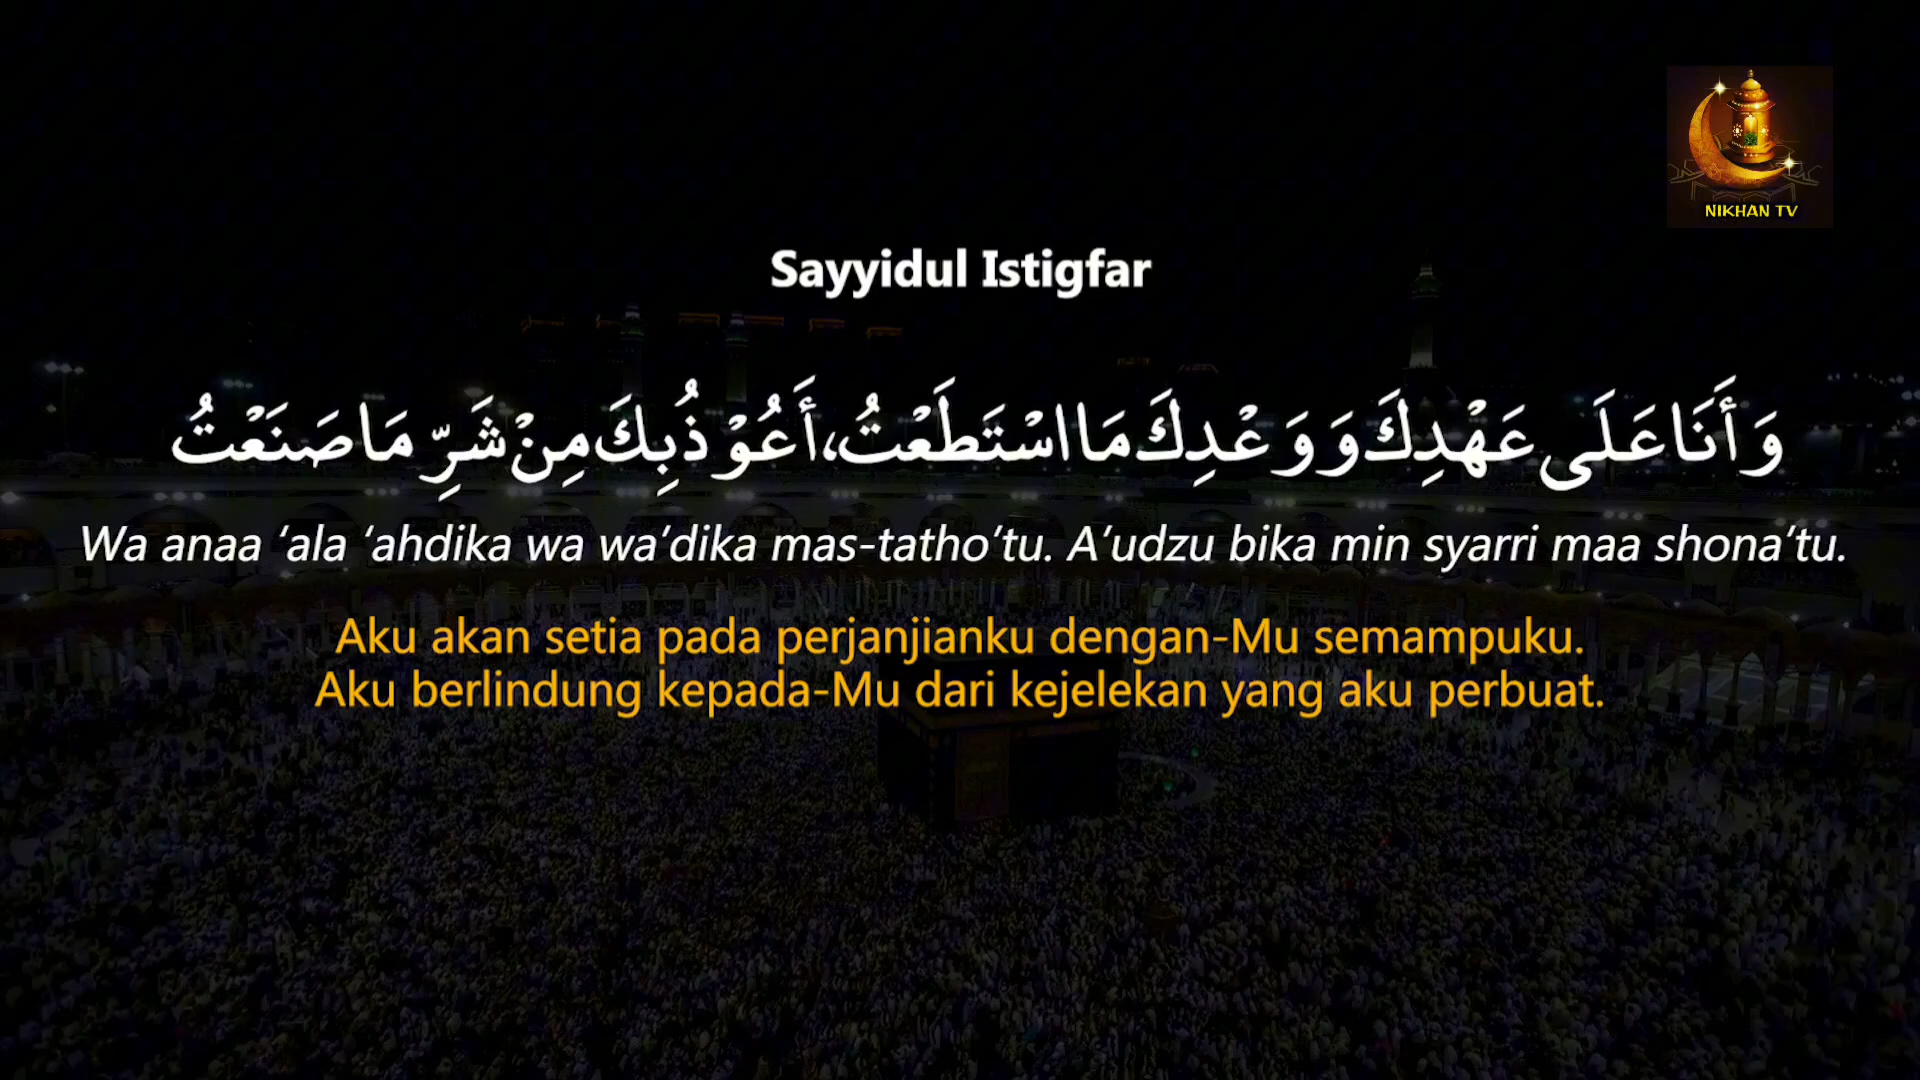 NIKHAN TV
Sayyidul Istigfar
وَأَنَا عَلَى عَهْدِكَ وَوَعْدِكَ مَا اسْتَطَعْتُ، أَعُوْذُ بِكَ مِنْ شَرِّ مَا صَنَعْتُ
Wa anaa ‘ala ‘ahdika wa wa’dika mas-tatho’tu. A’udzu bika min syarri maa shona’tu.
Aku akan setia pada perjanjianku dengan-Mu semampuku.
Aku berlindung kepada-Mu dari kejelekan yang aku perbuat.